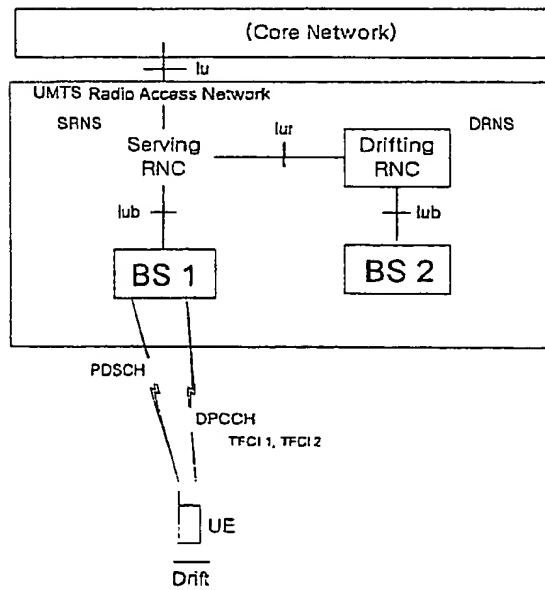 (Core Network)
Iu
UMTS Radio Access Network
SRNS
Iur
DRNS
Serving
RNC
Drifting
RNC
Iub
Iub
BS 1
BS 2
PDSCH
DPCCH
TFCI 1, TFCI 2
UE
Drift